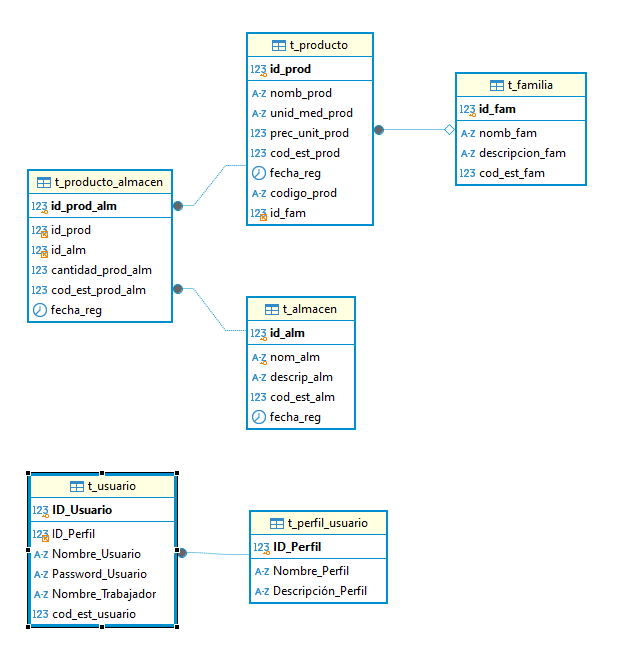 t_producto
123 id_prod
A-Z nomb_prod
A-Z unid_med_prod
123 prec_unit_prod
123 cod_est_prod
fecha_reg
A-Z codigo_prod
123 id_fam
t_familia
123 id_fam
A-Z nomb_fam
A-Z descripcion_fam
123 cod_est_fam
t_producto_almacen
123 id_prod_alm
123 id_prod
123 id_alm
123 cantidad_prod_alm
123 cod_est_prod_alm
fecha_reg
t_almacen
123 id_alm
A-Z nom_alm
A-Z descrip_alm
123 cod_est_alm
fecha_reg
t_usuario
123 ID_Usuario
123 ID_Perfil
A-Z Nombre_Usuario
A-Z Password_Usuario
A-Z Nombre_Trabajador
123 cod_est_usuario
t_perfil_usuario
123 ID_Perfil
A-Z Nombre_Perfil
A-Z Descripción_Perfil